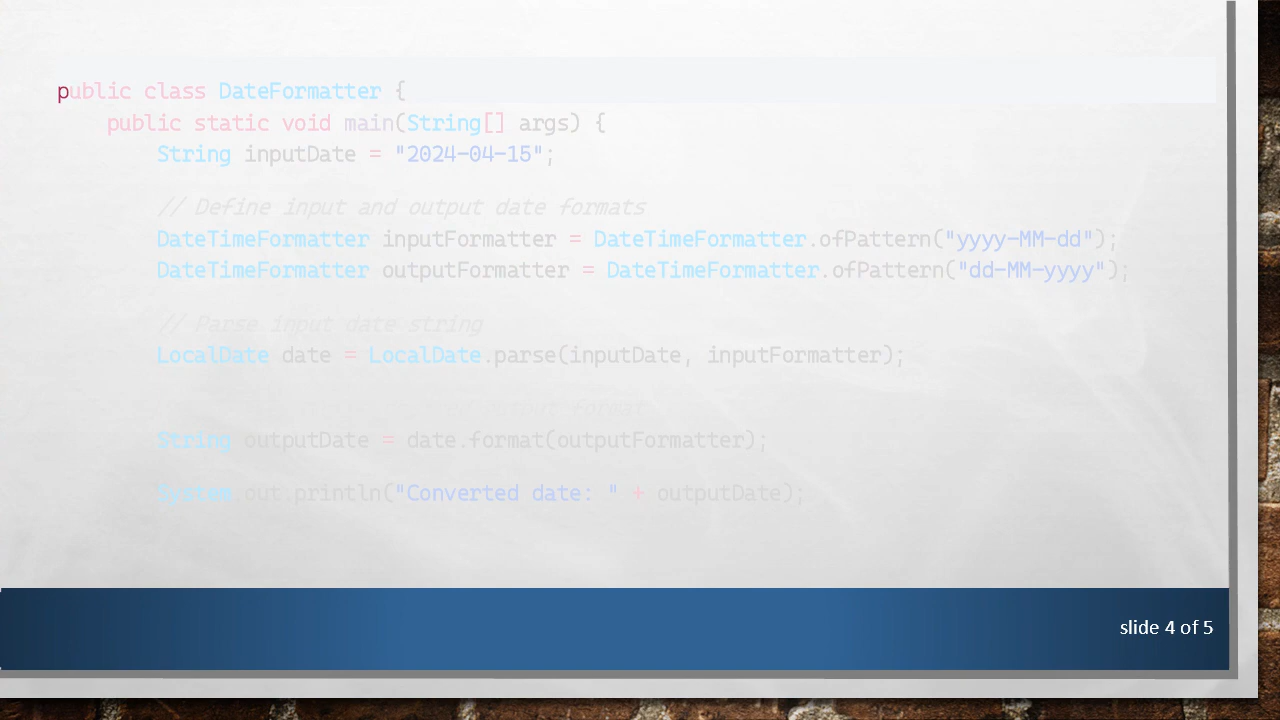 public class DateFormatter {
public static void main(String[] args) {
String inputDate = "2024-04-15";
// Define input and output date formats
DateTimeFormatter inputFormatter = DateTimeFormatter.ofPattern("yyyy-MM-dd");
DateTimeFormatter outputFormatter = DateTimeFormatter.ofPattern("dd-MM-yyyy");
// Parse input date string
LocalDate date = LocalDate.parse(inputDate, inputFormatter);
output format
String outputDate = date.format(outputFormatter);
System.out.println("Converted date: " + outputDate);
slide 4 of 5